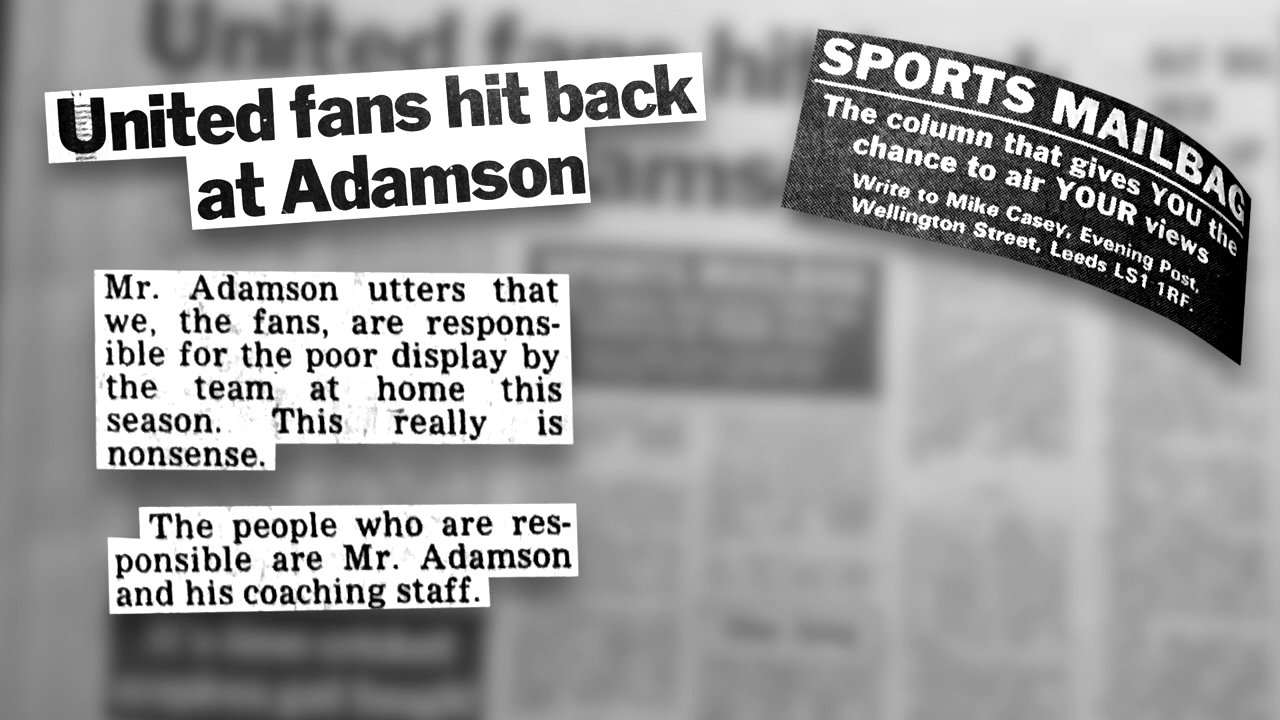 United fans hit back
at Adamson
SPORTS MAILBAG
The column that gives YOU the
chance to air YOUR views
Write to Mike Casey, Evening Post,
Wellington Street, Leeds LS1 1RF.
Mr. Adamson utters that
we, the fans, are respons-
ible for the poor display by
the team at home this
season. This really is
nonsense.
The people who are res-
ponsible are Mr. Adamson
and his coaching staff.